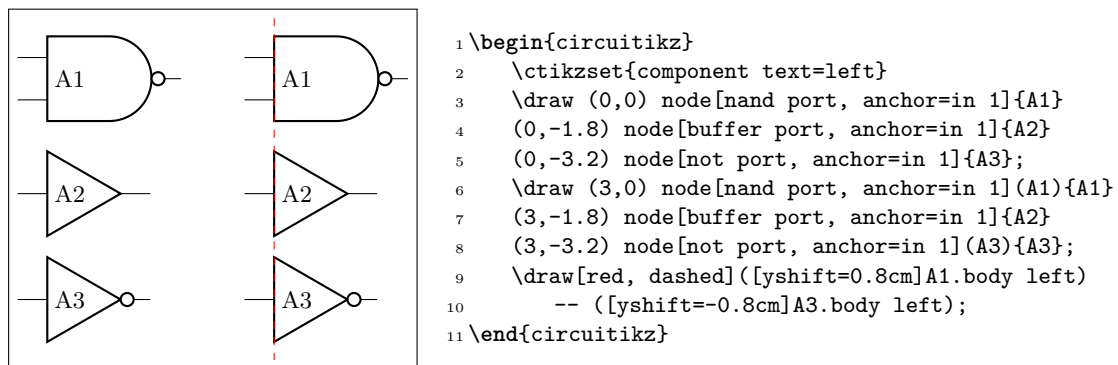 A1 A1
A2 A2
A3 A3
1 \begin{circuitikz}
2 \ctikzset{component text=left}
3 \draw (0,0) node[nand port, anchor=in 1]{A1}
4 (0,-1.8) node[buffer port, anchor=in 1]{A2}
5 (0,-3.2) node[not port, anchor=in 1]{A3};
6 \draw (3,0) node[nand port, anchor=in 1](A1){A1}
7 (3,-1.8) node[buffer port, anchor=in 1]{A2}
8 (3,-3.2) node[not port, anchor=in 1](A3){A3};
9 \draw[red, dashed]([yshift=0.8cm]A1.body left)
10 -- ([yshift=-0.8cm]A3.body left);
11 \end{circuitikz}